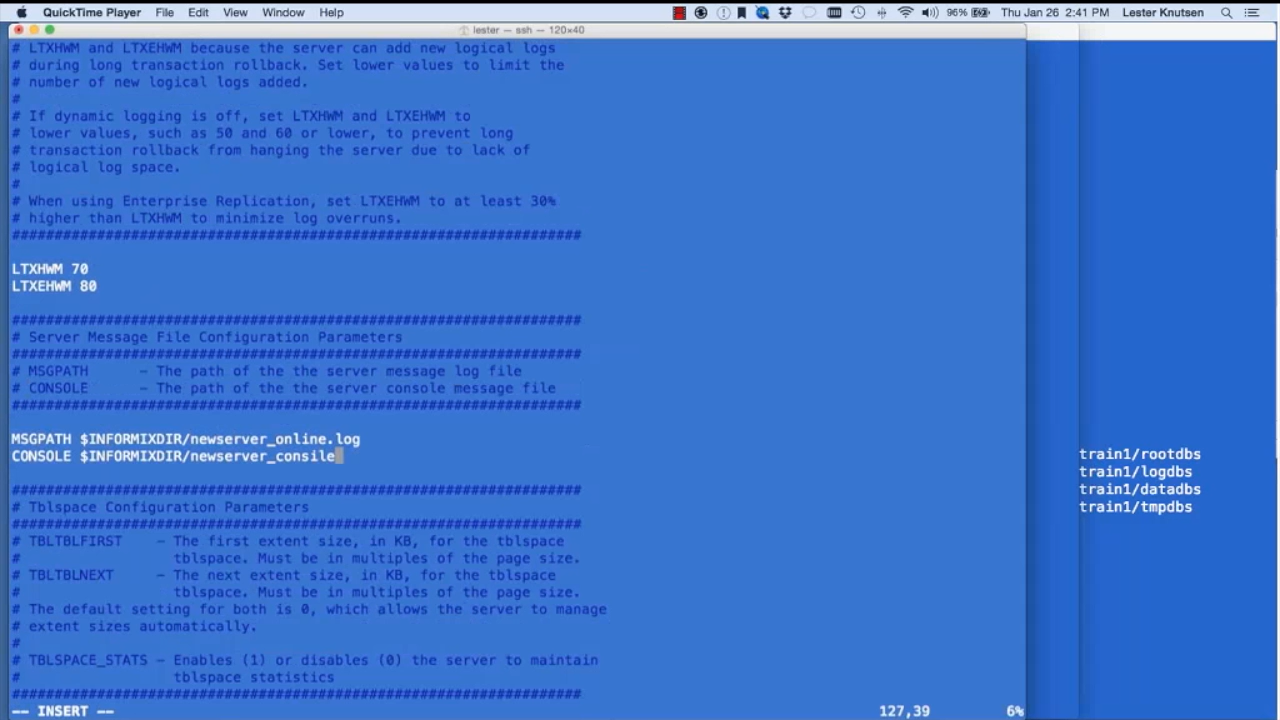 QuickTime Player File Edit View Window Help 96% Thu Jan 26 2:41 PM Lester Knutsen
lester — ssh — 120×40
# LTXHWM and LTXEHWM because the server can add new logical logs
# during long transaction rollback. Set lower values to limit the
# number of new logical logs added.
#
# If dynamic logging is off, set LTXHWM and LTXEHWM to
# lower values, such as 50 and 60 or lower, to prevent long
# transaction rollback from hanging the server due to lack of
# logical log space.
#
# When using Enterprise Replication, set LTXEHWM to at least 30%
# higher than LTXHWM to minimize log overruns.
###################################################################
LTXHWM 70
LTXEHWM 80
###################################################################
# Server Message File Configuration Parameters
###################################################################
# MSGPATH - The path of the the server message log file
# CONSOLE - The path of the the server console message file
###################################################################
MSGPATH $INFORMIXDIR/newserver_online.log
CONSOLE $INFORMIXDIR/newserver_consile
###################################################################
# Tblspace Configuration Parameters
###################################################################
# TBLTBLFIRST - The first extent size, in KB, for the tblspace
# tblspace. Must be in multiples of the page size.
# TBLTBLNEXT - The next extent size, in KB, for the tblspace
# tblspace. Must be in multiples of the page size.
# The default setting for both is 0, which allows the server to manage
# extent sizes automatically.
#
# TBLSPACE_STATS - Enables (1) or disables (0) the server to maintain
# tblspace statistics
###################################################################
-- INSERT -- 127,39 6%
train1/rootdbs
train1/logdbs
train1/datadbs
train1/tmpdbs